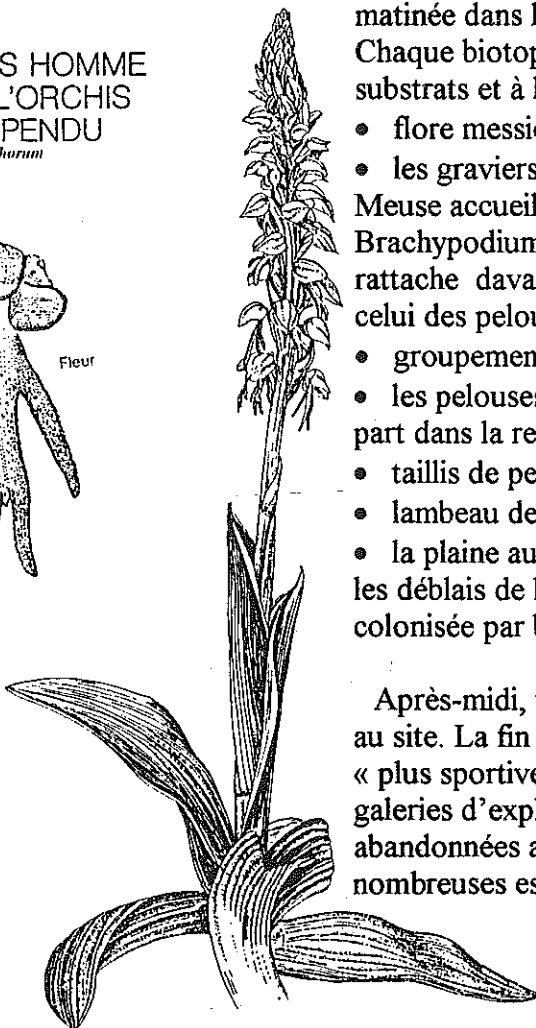 S HOMME
L'ORCHIS
PENDU
horum
Fleur
matinée dans l
Chaque biotop
substrats et à l
• flore messic
• les graviers
Meuse accueil
Brachypodium
rattache dava
celui des pelou
• groupement
• les pelouses
part dans la re
• taillis de pe
• lambeau de
• la plaine au
les déblais de l
colonisée par
Après-midi,
au site. La fin
« plus sportive
galeries d'expl
abandonnées a
nombreuses es